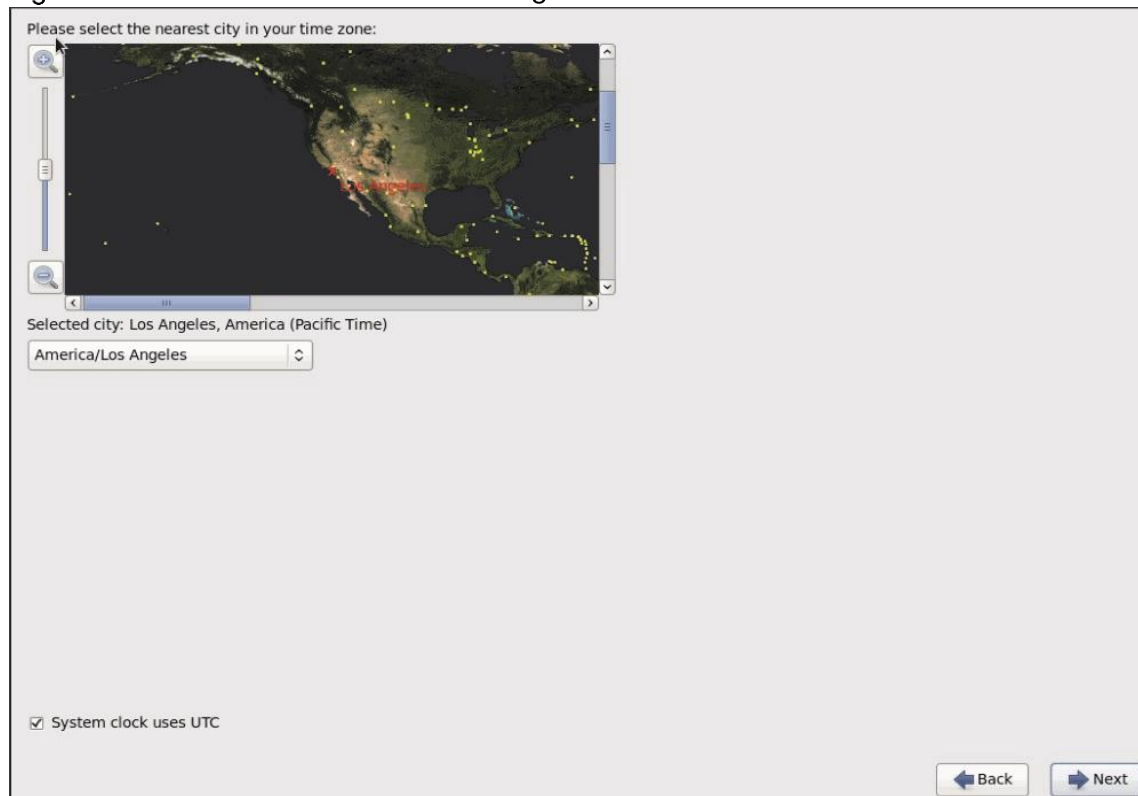 Please select the nearest city in your time zone:
Los Angeles
Selected city: Los Angeles, America (Pacific Time)
America/Los Angeles
System clock uses UTC
Back
Next